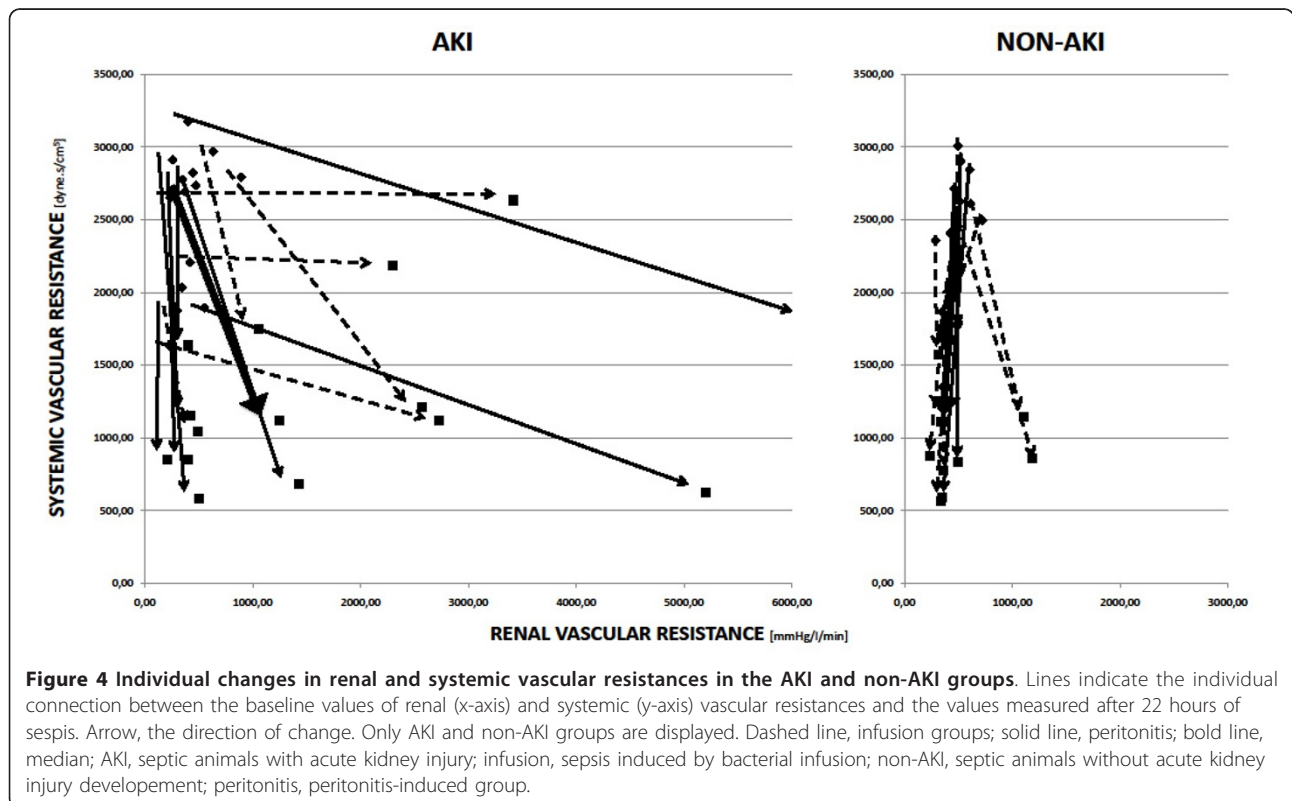 AKI
NON-AKI
3500,00
3000,00
2500,00
2000,00
1500,00
1000,00
500,00
0,00
SYSTEMIC VASCULAR RESISTANCE [dyne.s/cm⁵]
0,00 1000,00 2000,00 3000,00 4000,00 5000,00 6000,00
3500,00
3000,00
2500,00
2000,00
1500,00
1000,00
500,00
0,00
0,00 1000,00 2000,00 3000,00
RENAL VASCULAR RESISTANCE [mmHg/l/min]
Figure 4 Individual changes in renal and systemic vascular resistances in the AKI and non-AKI groups. Lines indicate the individual
connection between the baseline values of renal (x-axis) and systemic (y-axis) vascular resistances and the values measured after 22 hours of
sespis. Arrow, the direction of change. Only AKI and non-AKI groups are displayed. Dashed line, infusion groups; solid line, peritonitis; bold line,
median; AKI, septic animals with acute kidney injury; infusion, sepsis induced by bacterial infusion; non-AKI, septic animals without acute kidney
injury developement; peritonitis, peritonitis-induced group.